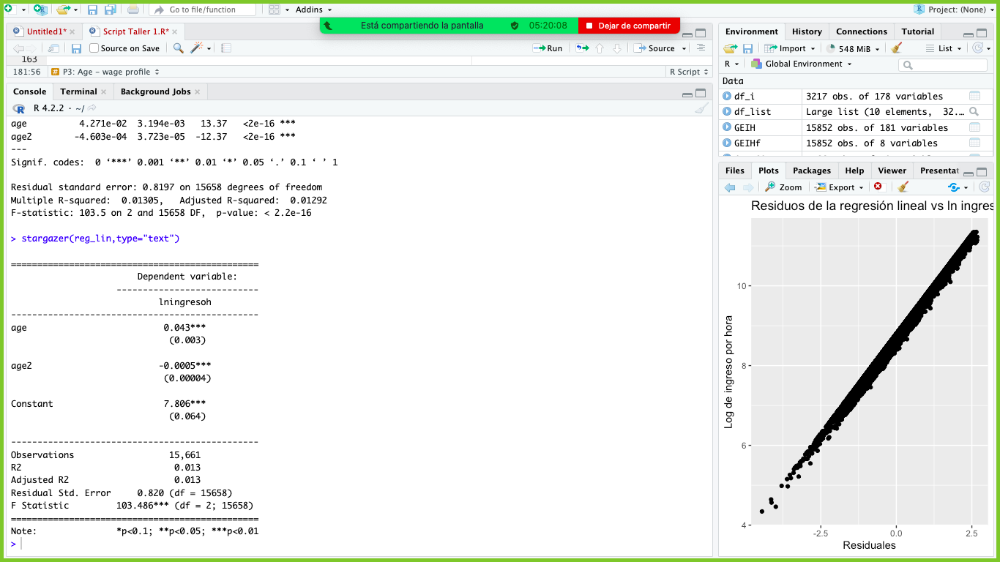 Go to file/function
Addins
Project: (None)
Untitled1*
Script Taller 1.R*
Está compartiendo la pantalla
05:20:08
Dejar de compartir
Source on Save
Run
Source
163
181:56
P3: Age – wage profile
R Script
Console
Terminal
Background Jobs
R 4.2.2 · ~/
age 4.271e-02 3.194e-03 13.37 <2e-16 ***
age2 -4.603e-04 3.723e-05 -12.37 <2e-16 ***
---
Signif. codes: 0 ‘***’ 0.001 ‘**’ 0.01 ‘*’ 0.05 ‘.’ 0.1 ‘ ’ 1
Residual standard error: 0.8197 on 15658 degrees of freedom
Multiple R-squared: 0.01305, Adjusted R-squared: 0.01292
F-statistic: 103.5 on 2 and 15658 DF, p-value: < 2.2e-16
> stargazer(reg_lin,type="text")
===============================================
Dependent variable:
---------------------------
lningresoh
-----------------------------------------------
age 0.043***
(0.003)
age2 -0.0005***
(0.00004)
Constant 7.806***
(0.064)
-----------------------------------------------
Observations 15,661
R2 0.013
Adjusted R2 0.013
Residual Std. Error 0.820 (df = 15658)
F Statistic 103.486*** (df = 2; 15658)
===============================================
Note: *p<0.1; **p<0.05; ***p<0.01
>
Environment
History
Connections
Tutorial
Import
548 MiB
List
R
Global Environment
Data
df_i 3217 obs. of 178 variables
df_list Large list (10 elements, 32.…
GEIH 15852 obs. of 181 variables
GEIHf 15852 obs. of 8 variables
Files
Plots
Packages
Help
Viewer
Presentat
Zoom
Export
Residuos de la regresión lineal vs ln ingres
Log de ingreso por hora
10
8
6
4
-2.5
0.0
2.5
Residuales